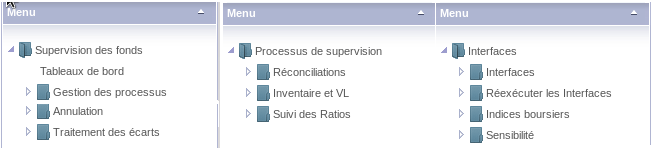 Menu
Supervision des fonds
Tableaux de bord
Gestion des processus
Annulation
Traitement des écarts
Menu
Processus de supervision
Réconciliations
Inventaire et VL
Suivi des Ratios
Menu
Interfaces
Interfaces
Réexécuter les Interfaces
Indices boursiers
Sensibilité